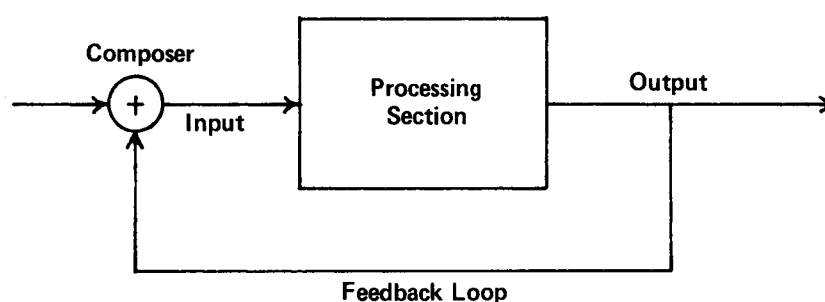 Composer
+
Input
Processing
Section
Output
Feedback Loop